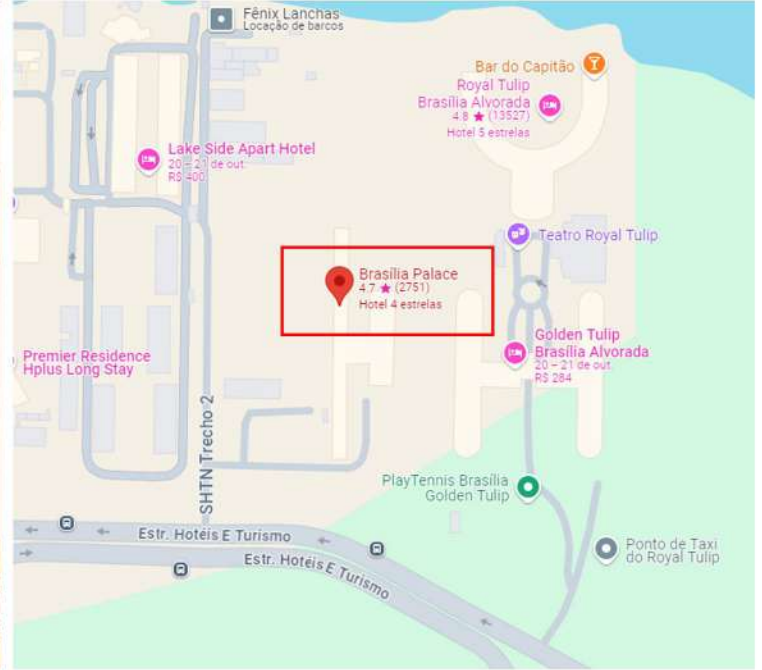 Fênix Lanchas
Locação de barcos
Bar do Capitão
Royal Tulip
Brasília Alvorada
4.8 ★ (13527)
Hotel 5 estrelas
Lake Side Apart Hotel
20 – 21 de out.
R$ 400
Teatro Royal Tulip
Brasília Palace
4.7 ★ (2751)
Hotel 4 estrelas
Golden Tulip
Brasília Alvorada
20 – 21 de out.
R$ 284
Premier Residence
Hplus Long Stay
SHTN Trecho 2
PlayTennis Brasília
Golden Tulip
Estr. Hotéis E Turismo
Estr. Hotéis E Turismo
Ponto de Taxi
do Royal Tulip